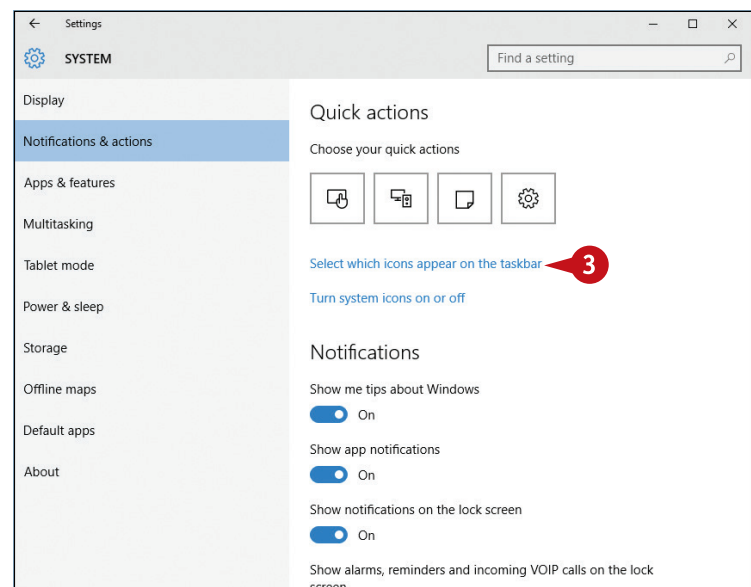 Settings
SYSTEM
Find a setting
Display
Notifications & actions
Apps & features
Multitasking
Tablet mode
Power & sleep
Storage
Offline maps
Default apps
About
Quick actions
Choose your quick actions
Select which icons appear on the taskbar
3
Turn system icons on or off
Notifications
Show me tips about Windows
On
Show app notifications
On
Show notifications on the lock screen
On
Show alarms, reminders and incoming VOIP calls on the lock
screen